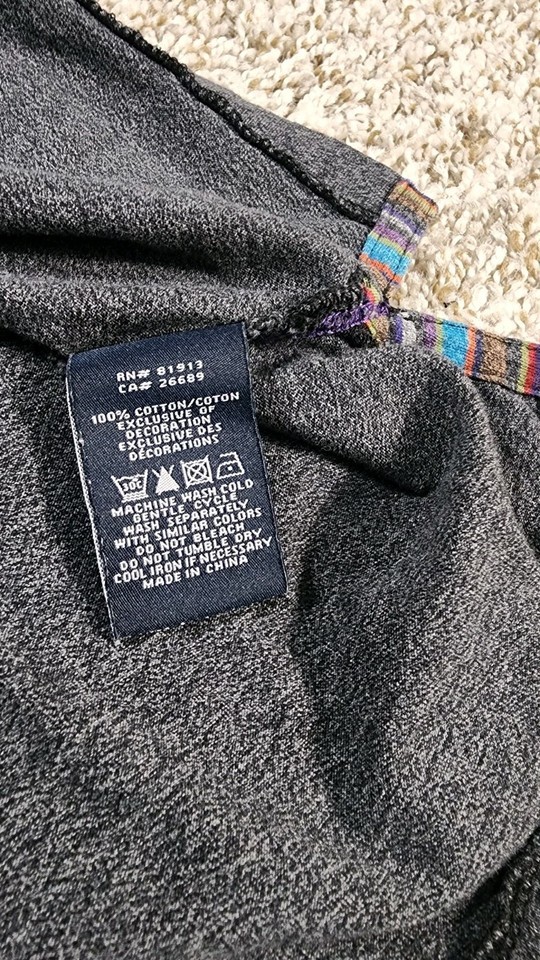 RN# 81913
CA# 26689
100% COTTON/COTON
EXCLUSIVE OF
DECORATION
EXCLUSIVE DES
DÉCORATIONS
30C
MACHINE WASH COLD
GENTLE CYCLE
WASH SEPARATELY
WITH SIMILAR COLORS
DO NOT BLEACH
DO NOT TUMBLE DRY
COOL IRON IF NECESSARY
MADE IN CHINA